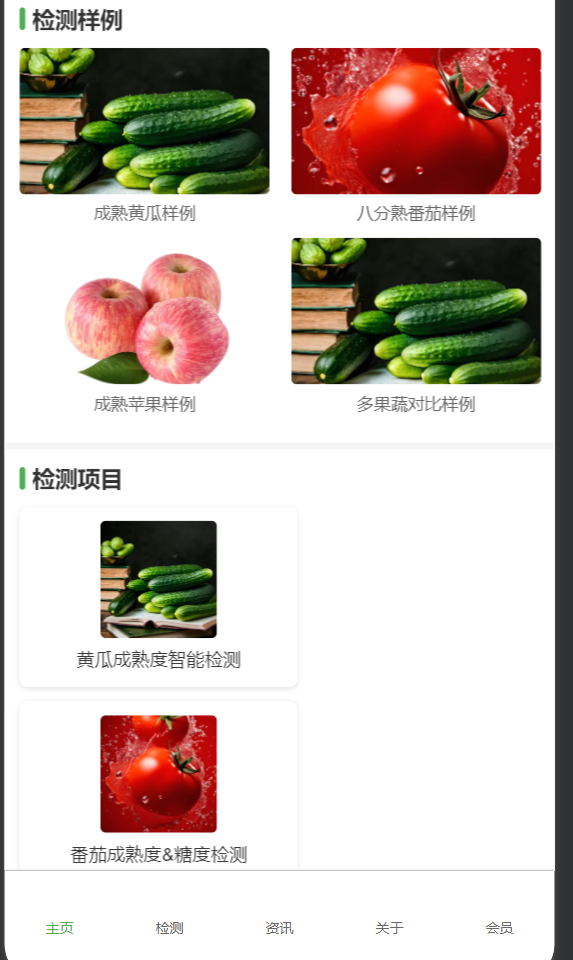 检测样例
成熟黄瓜样例
八分熟番茄样例
成熟苹果样例
多果蔬对比样例
检测项目
黄瓜成熟度智能检测
番茄成熟度&糖度检测
主页 检测 资讯 关于 会员